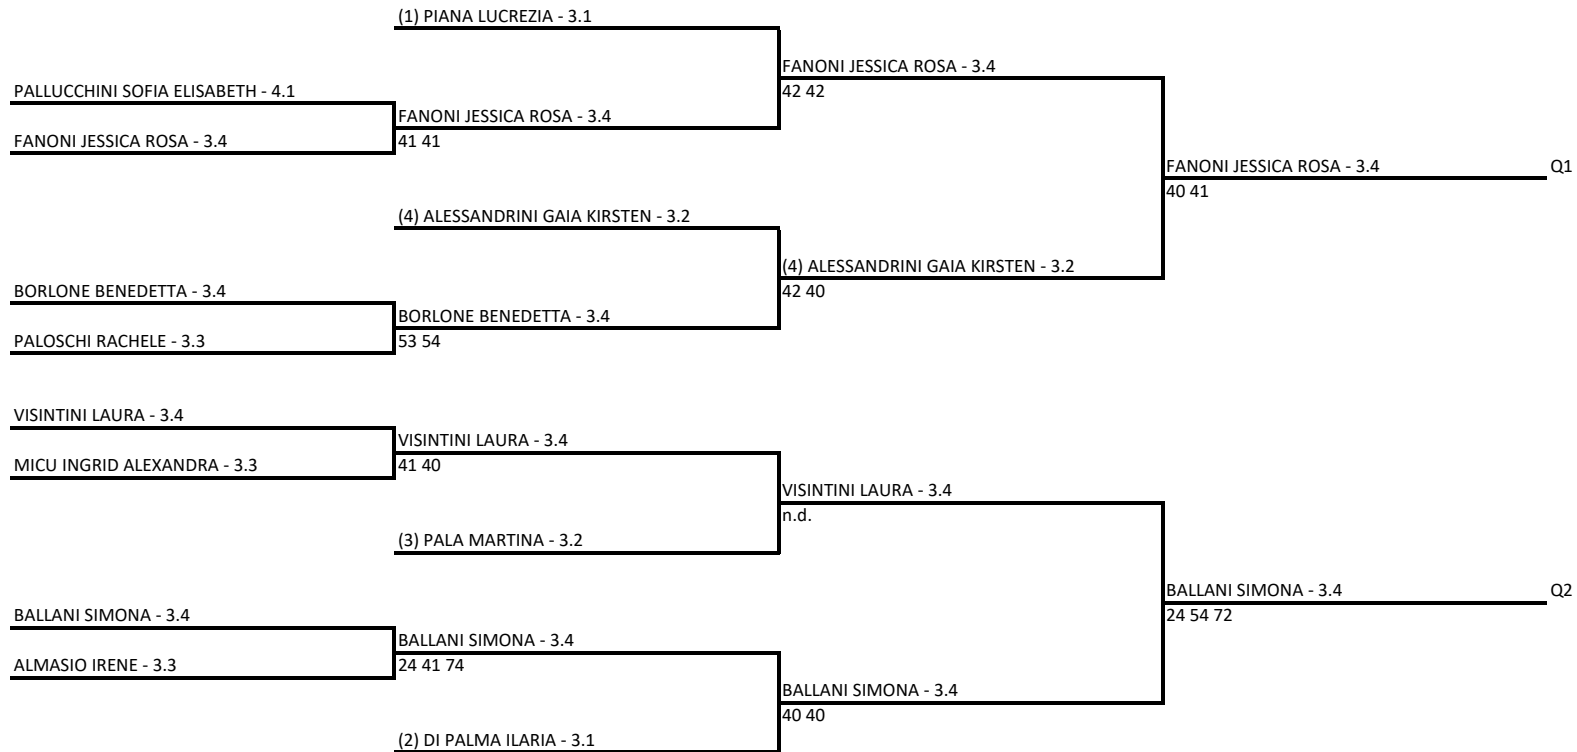 (1) PIANA LUCREZIA - 3.1
FANONI JESSICA ROSA - 3.4
PALLUCCHINI SOFIA ELISABETH - 4.1
42 42
FANONI JESSICA ROSA - 3.4
FANONI JESSICA ROSA - 3.4
41 41
FANONI JESSICA ROSA - 3.4
Q1
40 41
(4) ALESSANDRINI GAIA KIRSTEN - 3.2
(4) ALESSANDRINI GAIA KIRSTEN - 3.2
BORLONE BENEDETTA - 3.4
42 40
BORLONE BENEDETTA - 3.4
PALOSCHI RACHELE - 3.3
53 54
VISINTINI LAURA - 3.4
VISINTINI LAURA - 3.4
MICU INGRID ALEXANDRA - 3.3
41 40
VISINTINI LAURA - 3.4
n.d.
(3) PALA MARTINA - 3.2
BALLANI SIMONA - 3.4
Q2
BALLANI SIMONA - 3.4
24 54 72
BALLANI SIMONA - 3.4
ALMASIO IRENE - 3.3
24 41 74
BALLANI SIMONA - 3.4
40 40
(2) DI PALMA ILARIA - 3.1